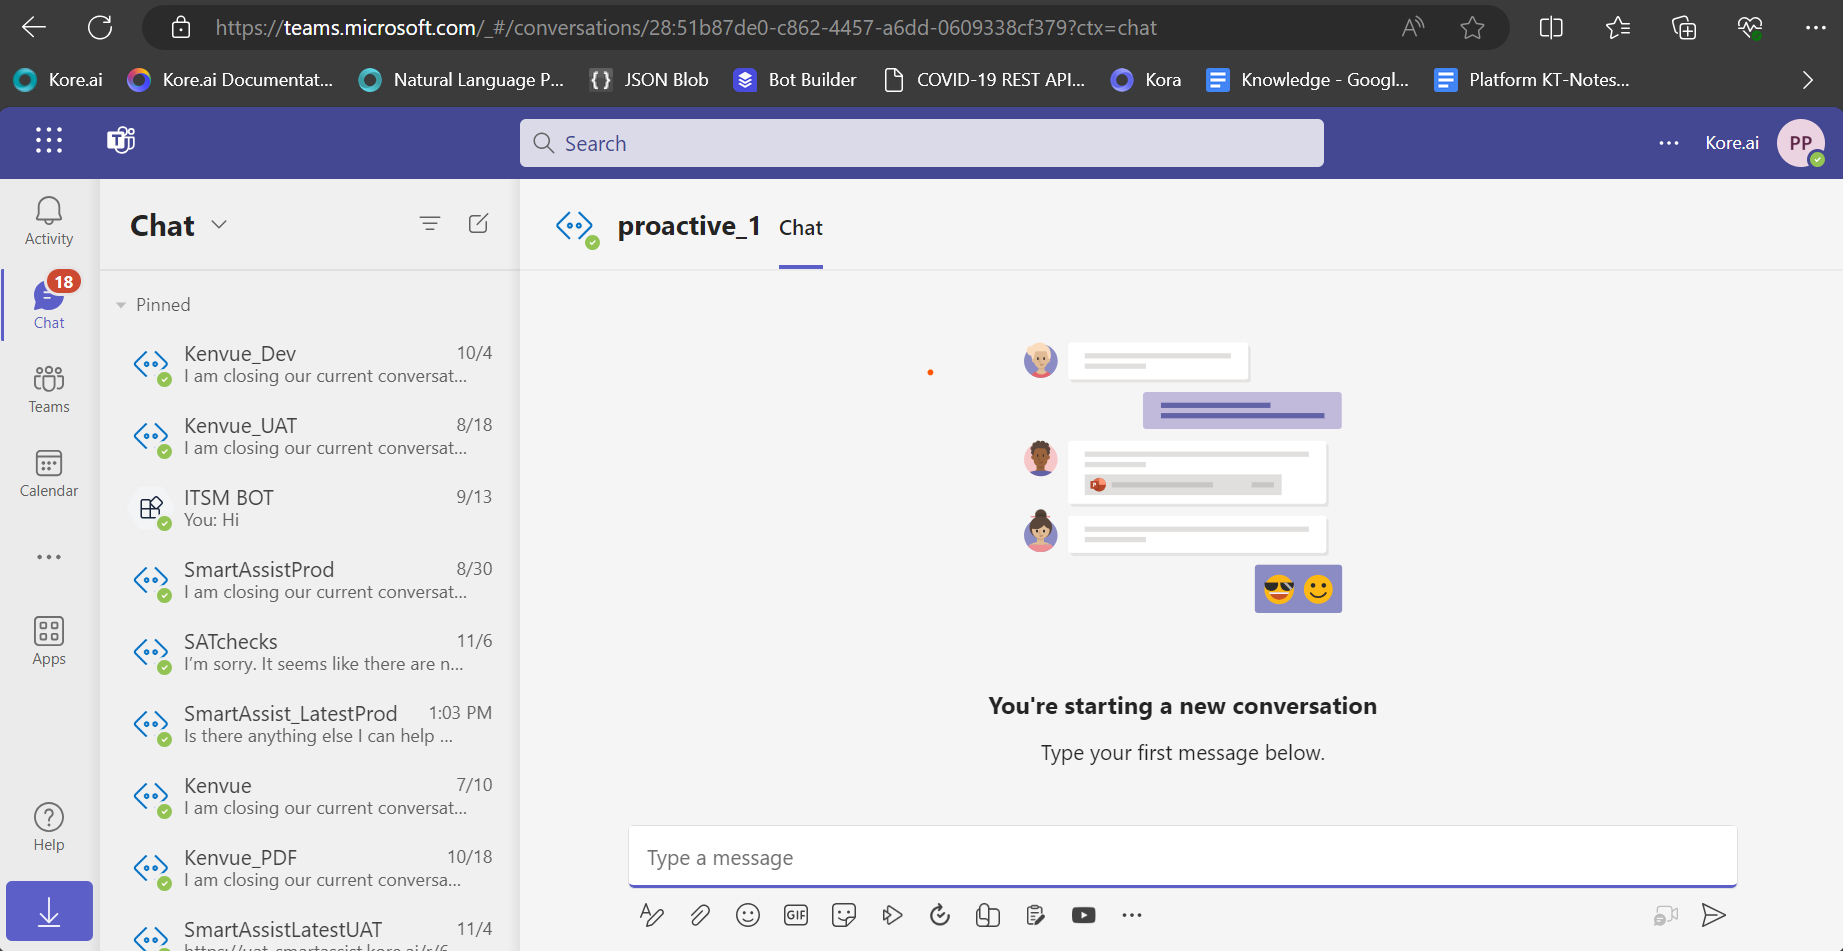 https://teams.microsoft.com/_#/conversations/28:51b87de0-c862-4457-a6dd-0609338cf379?ctx=chat
Kore.ai
Kore.ai Documentat...
Natural Language P...
JSON Blob
Bot Builder
COVID-19 REST API...
Kora
Knowledge - Googl...
Platform KT-Notes...
Search
Kore.ai
PP
Activity
18
Chat
Teams
Calendar
Apps
Help
Chat
Pinned
Kenvue_Dev 10/4
I am closing our current conversat...
Kenvue_UAT 8/18
I am closing our current conversat...
ITSM BOT 9/13
You: Hi
SmartAssistProd 8/30
I am closing our current conversat...
SATchecks 11/6
I'm sorry. It seems like there are n...
SmartAssist_LatestProd 1:03 PM
Is there anything else I can help ...
Kenvue 7/10
I am closing our current conversat...
Kenvue_PDF 10/18
I am closing our current conversa...
SmartAssistLatestUAT 11/4
proactive_1 Chat
You're starting a new conversation
Type your first message below.
Type a message
GIF